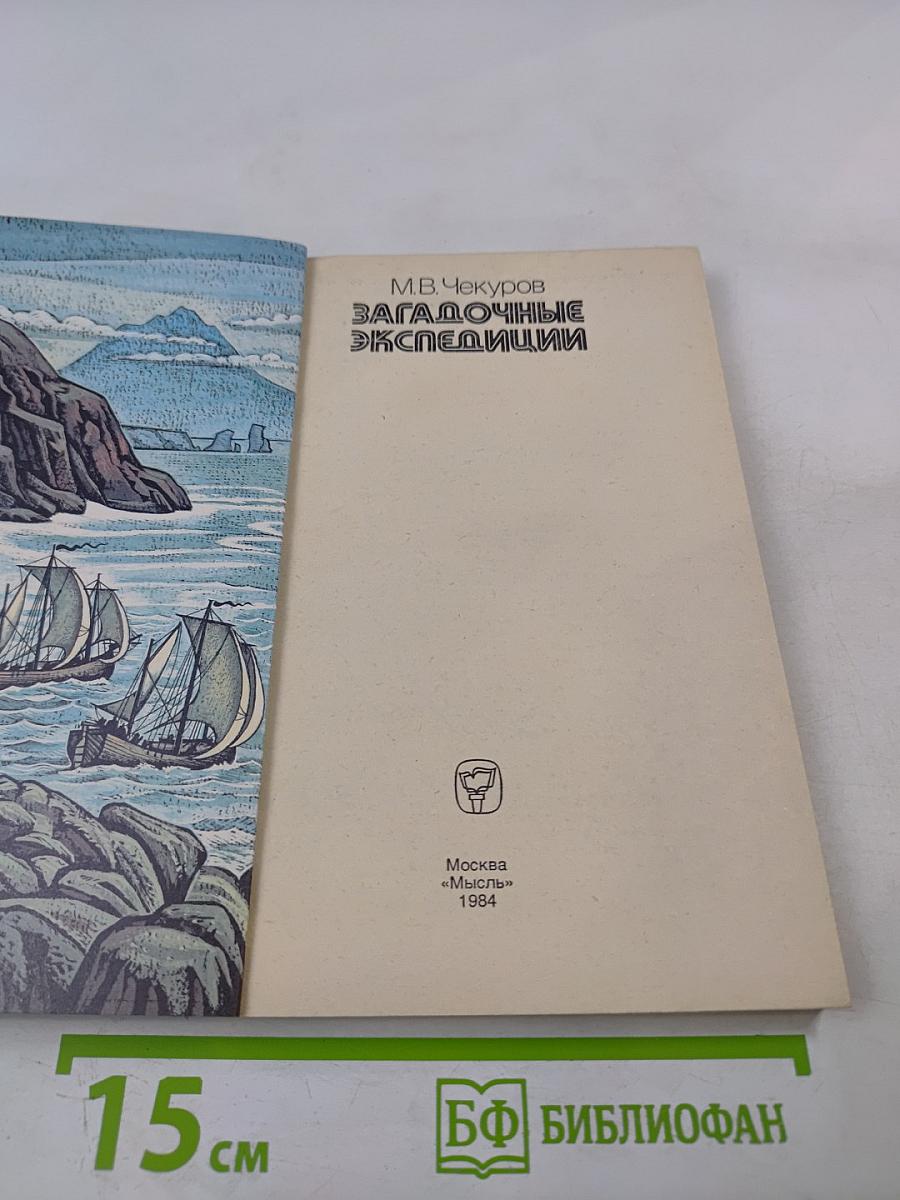 М.В. Чекуров
ЗАГАДОЧНЫЕ
ЭКСПЕДИЦИИ
Москва
«Мысль»
1984
15 см
БФ БИБЛИОФАН